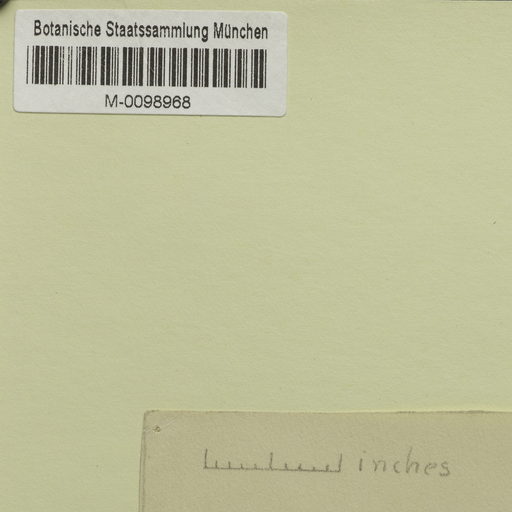 Botanische Staatssammlung München
M-0098968
inches